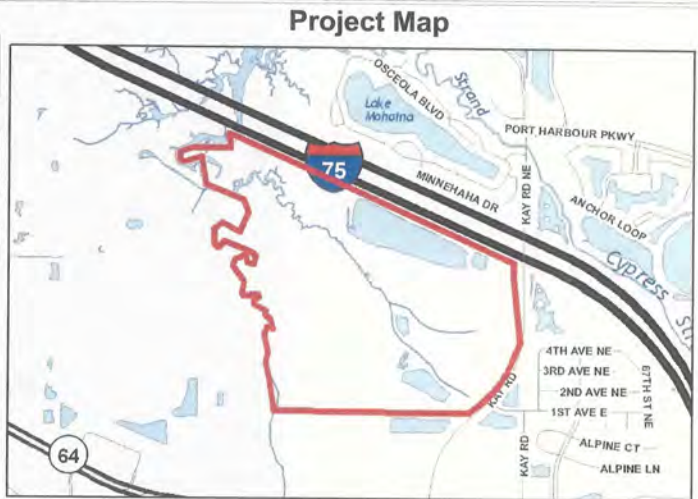 Project Map
OSCEOLA BLVD
Strand
Lake
Mohotna
PORT HARBOUR PKWY
75
MINNEHAHA DR
KAY RD NE
ANCHOR LOOP
Cypress
4TH AVE NE
3RD AVE NE
67TH ST NE
2ND AVE NE
KAY RD
1ST AVE E
KAY RD
ALPINE CT
64
ALPINE LN